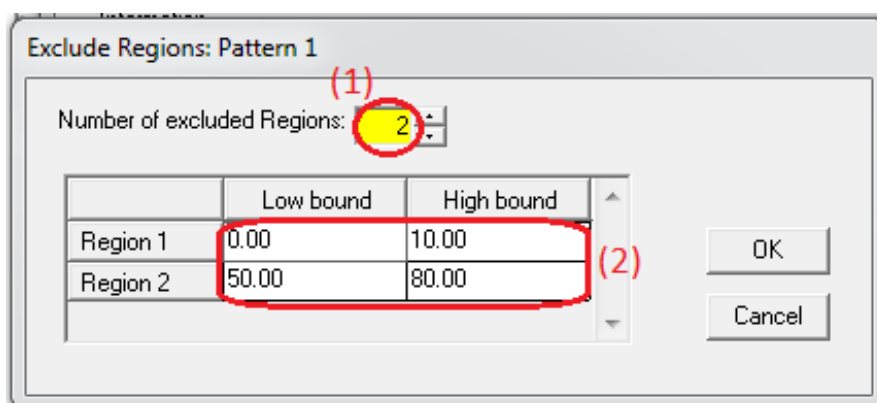 Exclude Regions: Pattern 1
(1)
Number of excluded Regions: 2
Low bound High bound
Region 1 0.00 10.00
(2)
OK
Region 2 50.00 80.00
Cancel